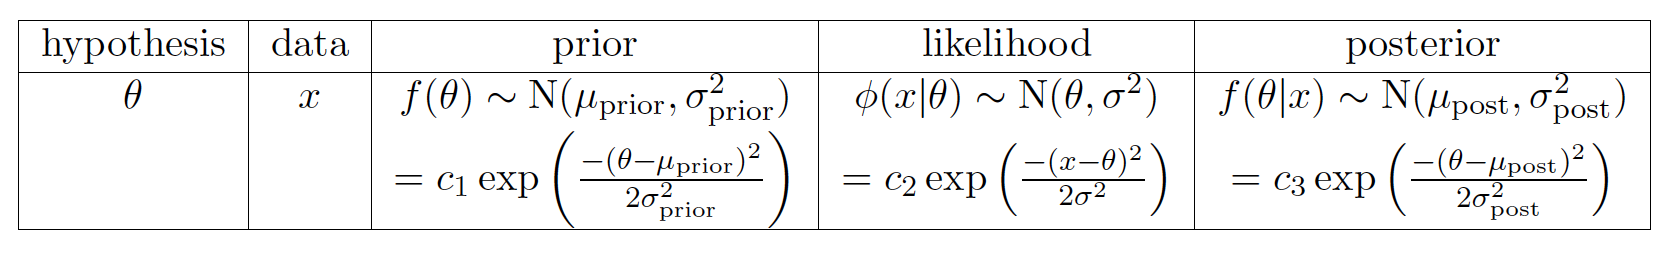 hypothesis data prior likelihood posterior
θ x f(θ) ∼ N(μ_prior, σ²_prior) ϕ(x|θ) ∼ N(θ, σ²) f(θ|x) ∼ N(μ_post, σ²_post)
= c₁ exp(−(θ−μ_prior)²/2σ²_prior) = c₂ exp(−(x−θ)²/2σ²) = c₃ exp(−(θ−μ_post)²/2σ²_post)